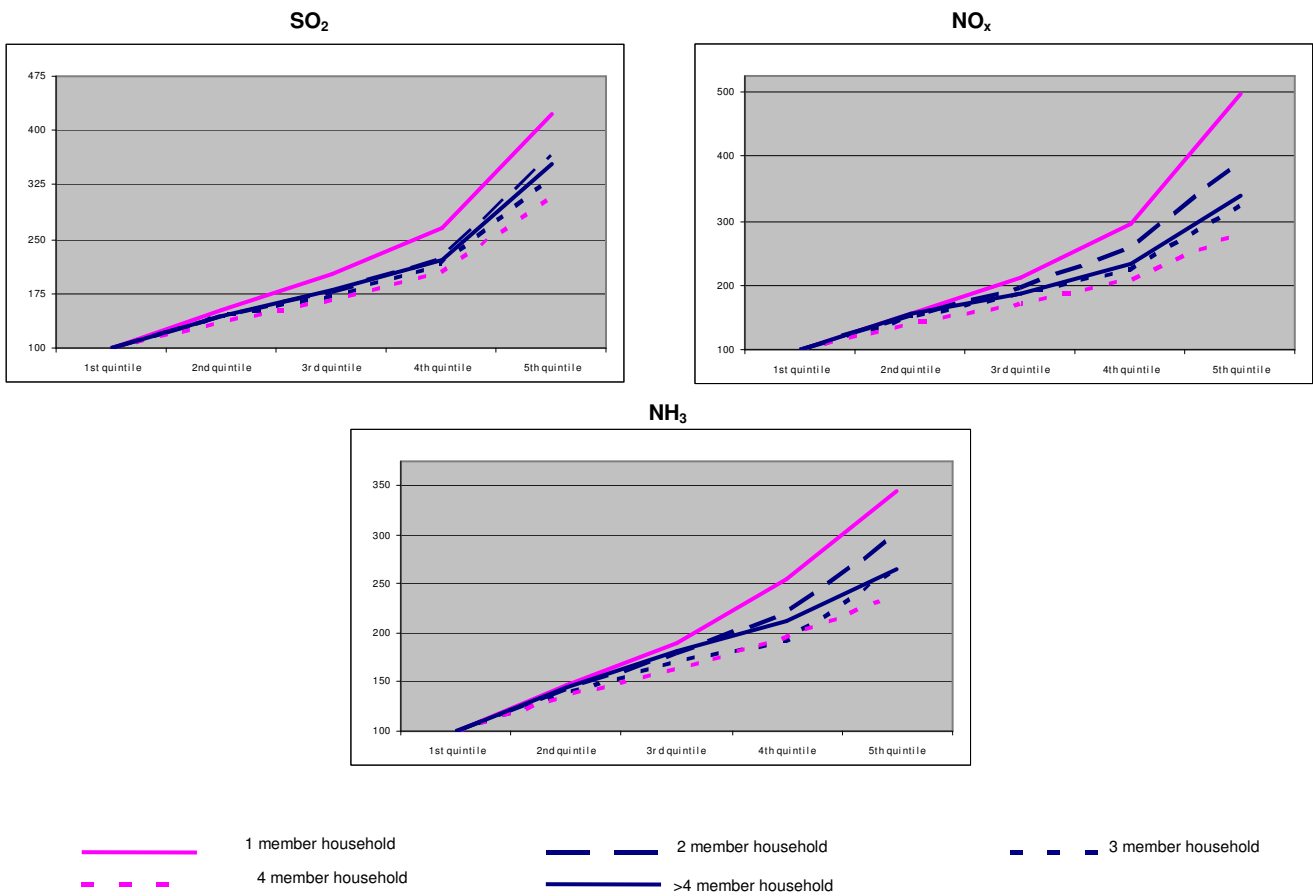 SO₂
475
400
325
250
175
100
1st quintile 2nd quintile 3rd quintile 4th quintile 5th quintile
NOₓ
500
400
300
200
100
1st quintile 2nd quintile 3rd quintile 4th quintile 5th quintile
NH₃
350
300
250
200
150
100
1st quintile 2nd quintile 3rd quintile 4th quintile 5th quintile
1 member household 2 member household 3 member household
4 member household >4 member household